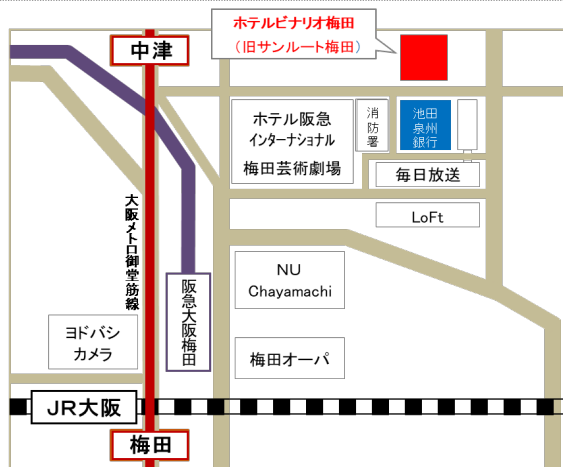 ホテルビナリオ梅田
（旧サンルート梅田）
中津
ホテル阪急
インターナショナル
梅田芸術劇場
消防署
池田
泉州
銀行
毎日放送
LoFt
大阪メトロ御堂筋線
NU
Chayamachi
阪急大阪梅田
ヨドバシ
カメラ
梅田オーパ
JR大阪
梅田